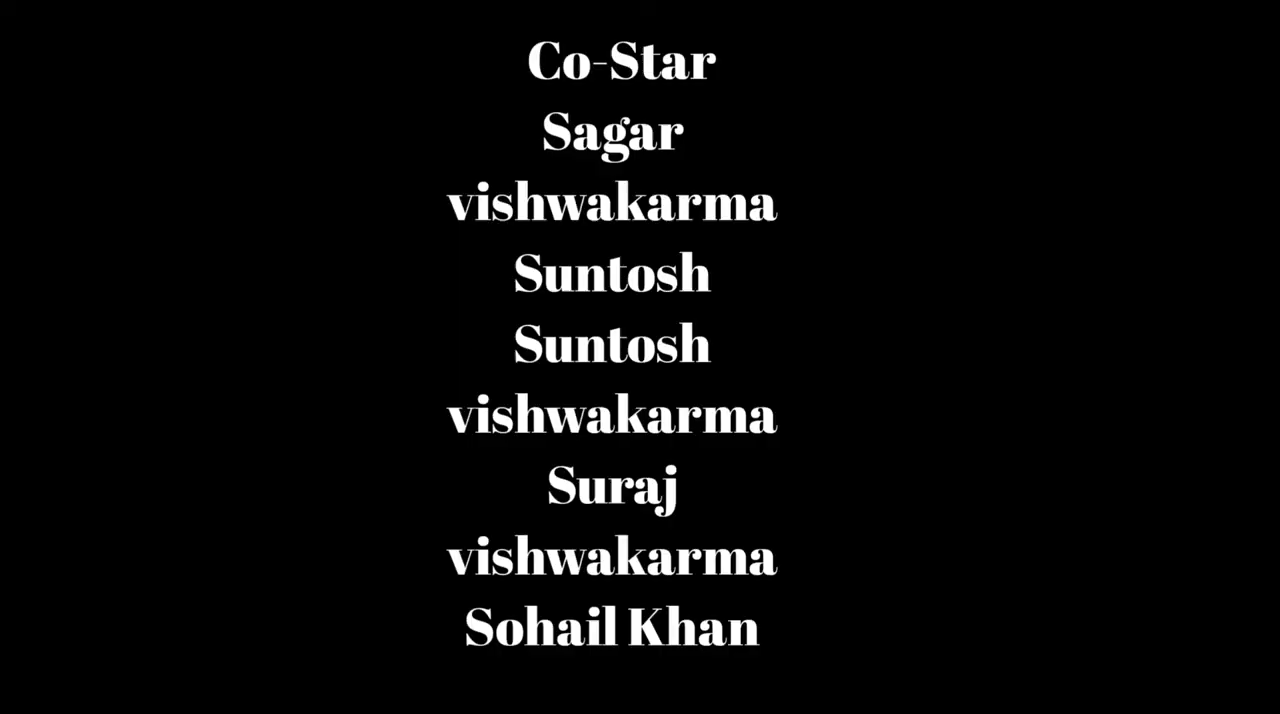 Co-Star
Sagar
vishwakarma
Suntosh
Suntosh
vishwakarma
Suraj
vishwakarma
Sohail Khan